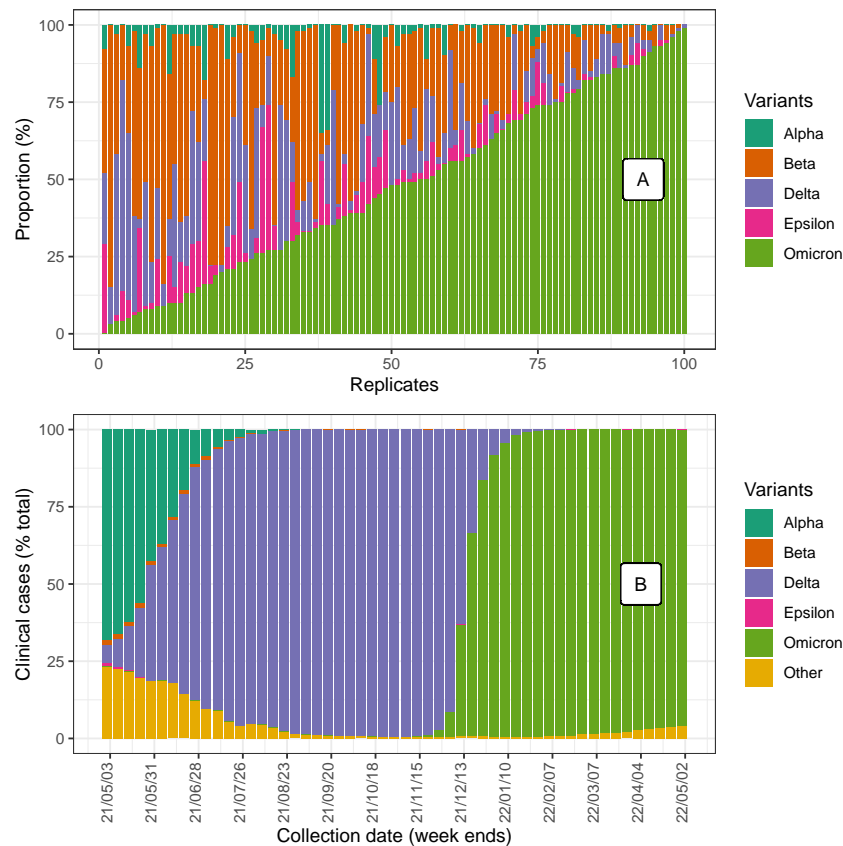 100
75
50
25
0
Proportion (%)
0
25
50
75
100
Replicates
A
Variants
Alpha
Beta
Delta
Epsilon
Omicron
100
75
50
25
0
Clinical cases (% total)
21/05/03
21/05/31
21/06/28
21/07/26
21/08/23
21/09/20
21/10/18
21/11/15
21/12/13
22/01/10
22/02/07
22/03/07
22/04/04
22/05/02
Collection date (week ends)
B
Variants
Alpha
Beta
Delta
Epsilon
Omicron
Other